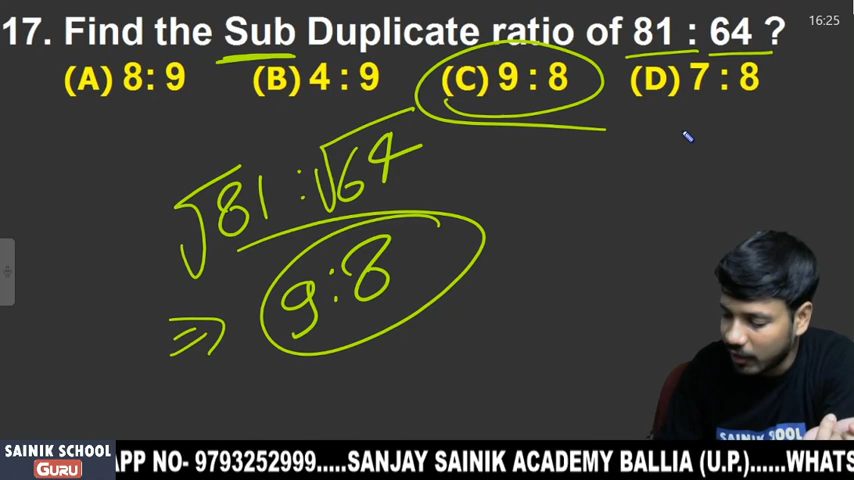 16:25
17. Find the Sub Duplicate ratio of 81 : 64 ?
(A) 8: 9 (B) 4 : 9 (C) 9 : 8 (D) 7 : 8
√81 : √64
⇒ 9:8
SAINIK SCHOOL
GURU
APP NO- 9793252999.....SANJAY SAINIK ACADEMY BALLIA (U.P.)......WHATS